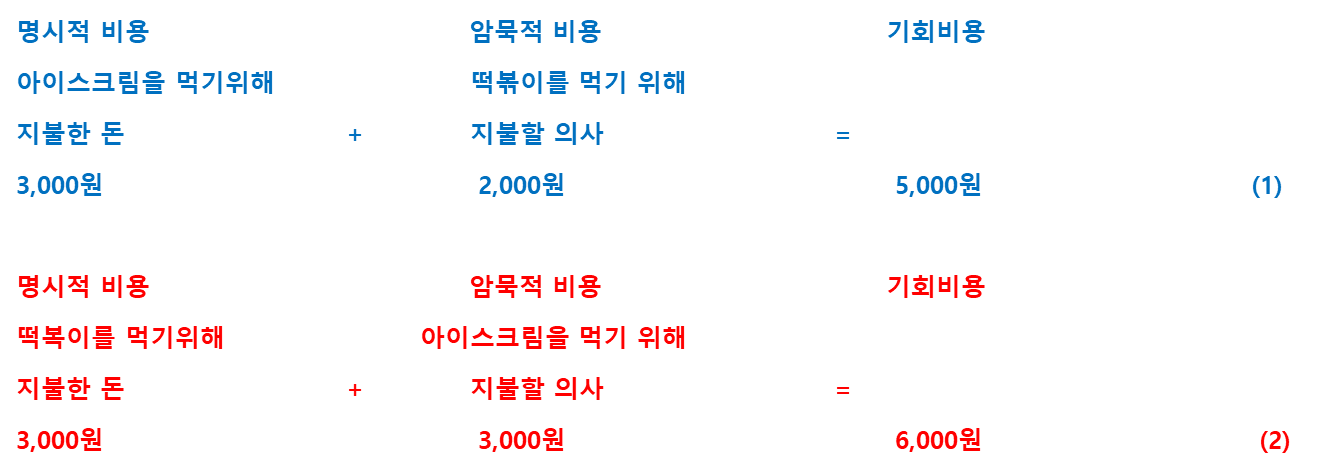 명시적 비용 암묵적 비용 기회비용
아이스크림을 먹기위해 떡볶이를 먹기 위해
지불한 돈 + 지불할 의사 =
3,000원 2,000원 5,000원 (1)
명시적 비용 암묵적 비용 기회비용
떡복이를 먹기위해 아이스크림을 먹기 위해
지불한 돈 + 지불할 의사 =
3,000원 3,000원 6,000원 (2)